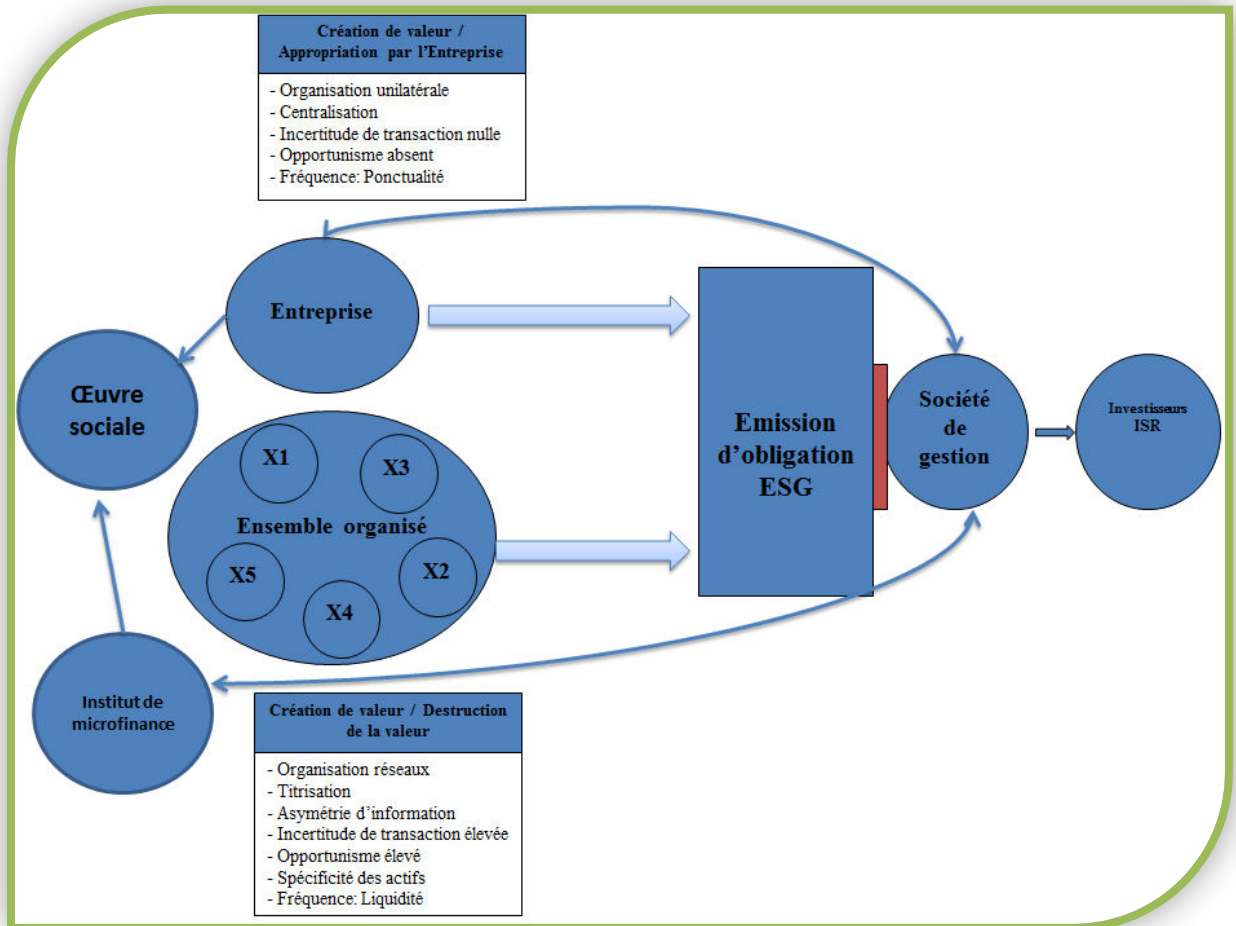 Création de valeur /
Appropriation par l'Entreprise
- Organisation unilatérale
- Centralisation
- Incertitude de transaction nulle
- Opportunisme absent
- Fréquence: Ponctualité
Entreprise
Œuvre
sociale
X1
X3
Ensemble organisé
X5
X2
X4
Emission
d'obligation
ESG
Société
de
gestion
Investisseurs
ISR
Institut de
microfinance
Création de valeur / Destruction
de la valeur
- Organisation réseaux
- Titrisation
- Asymétrie d'information
- Incertitude de transaction élevée
- Opportunisme élevé
- Spécificité des actifs
- Fréquence: Liquidité